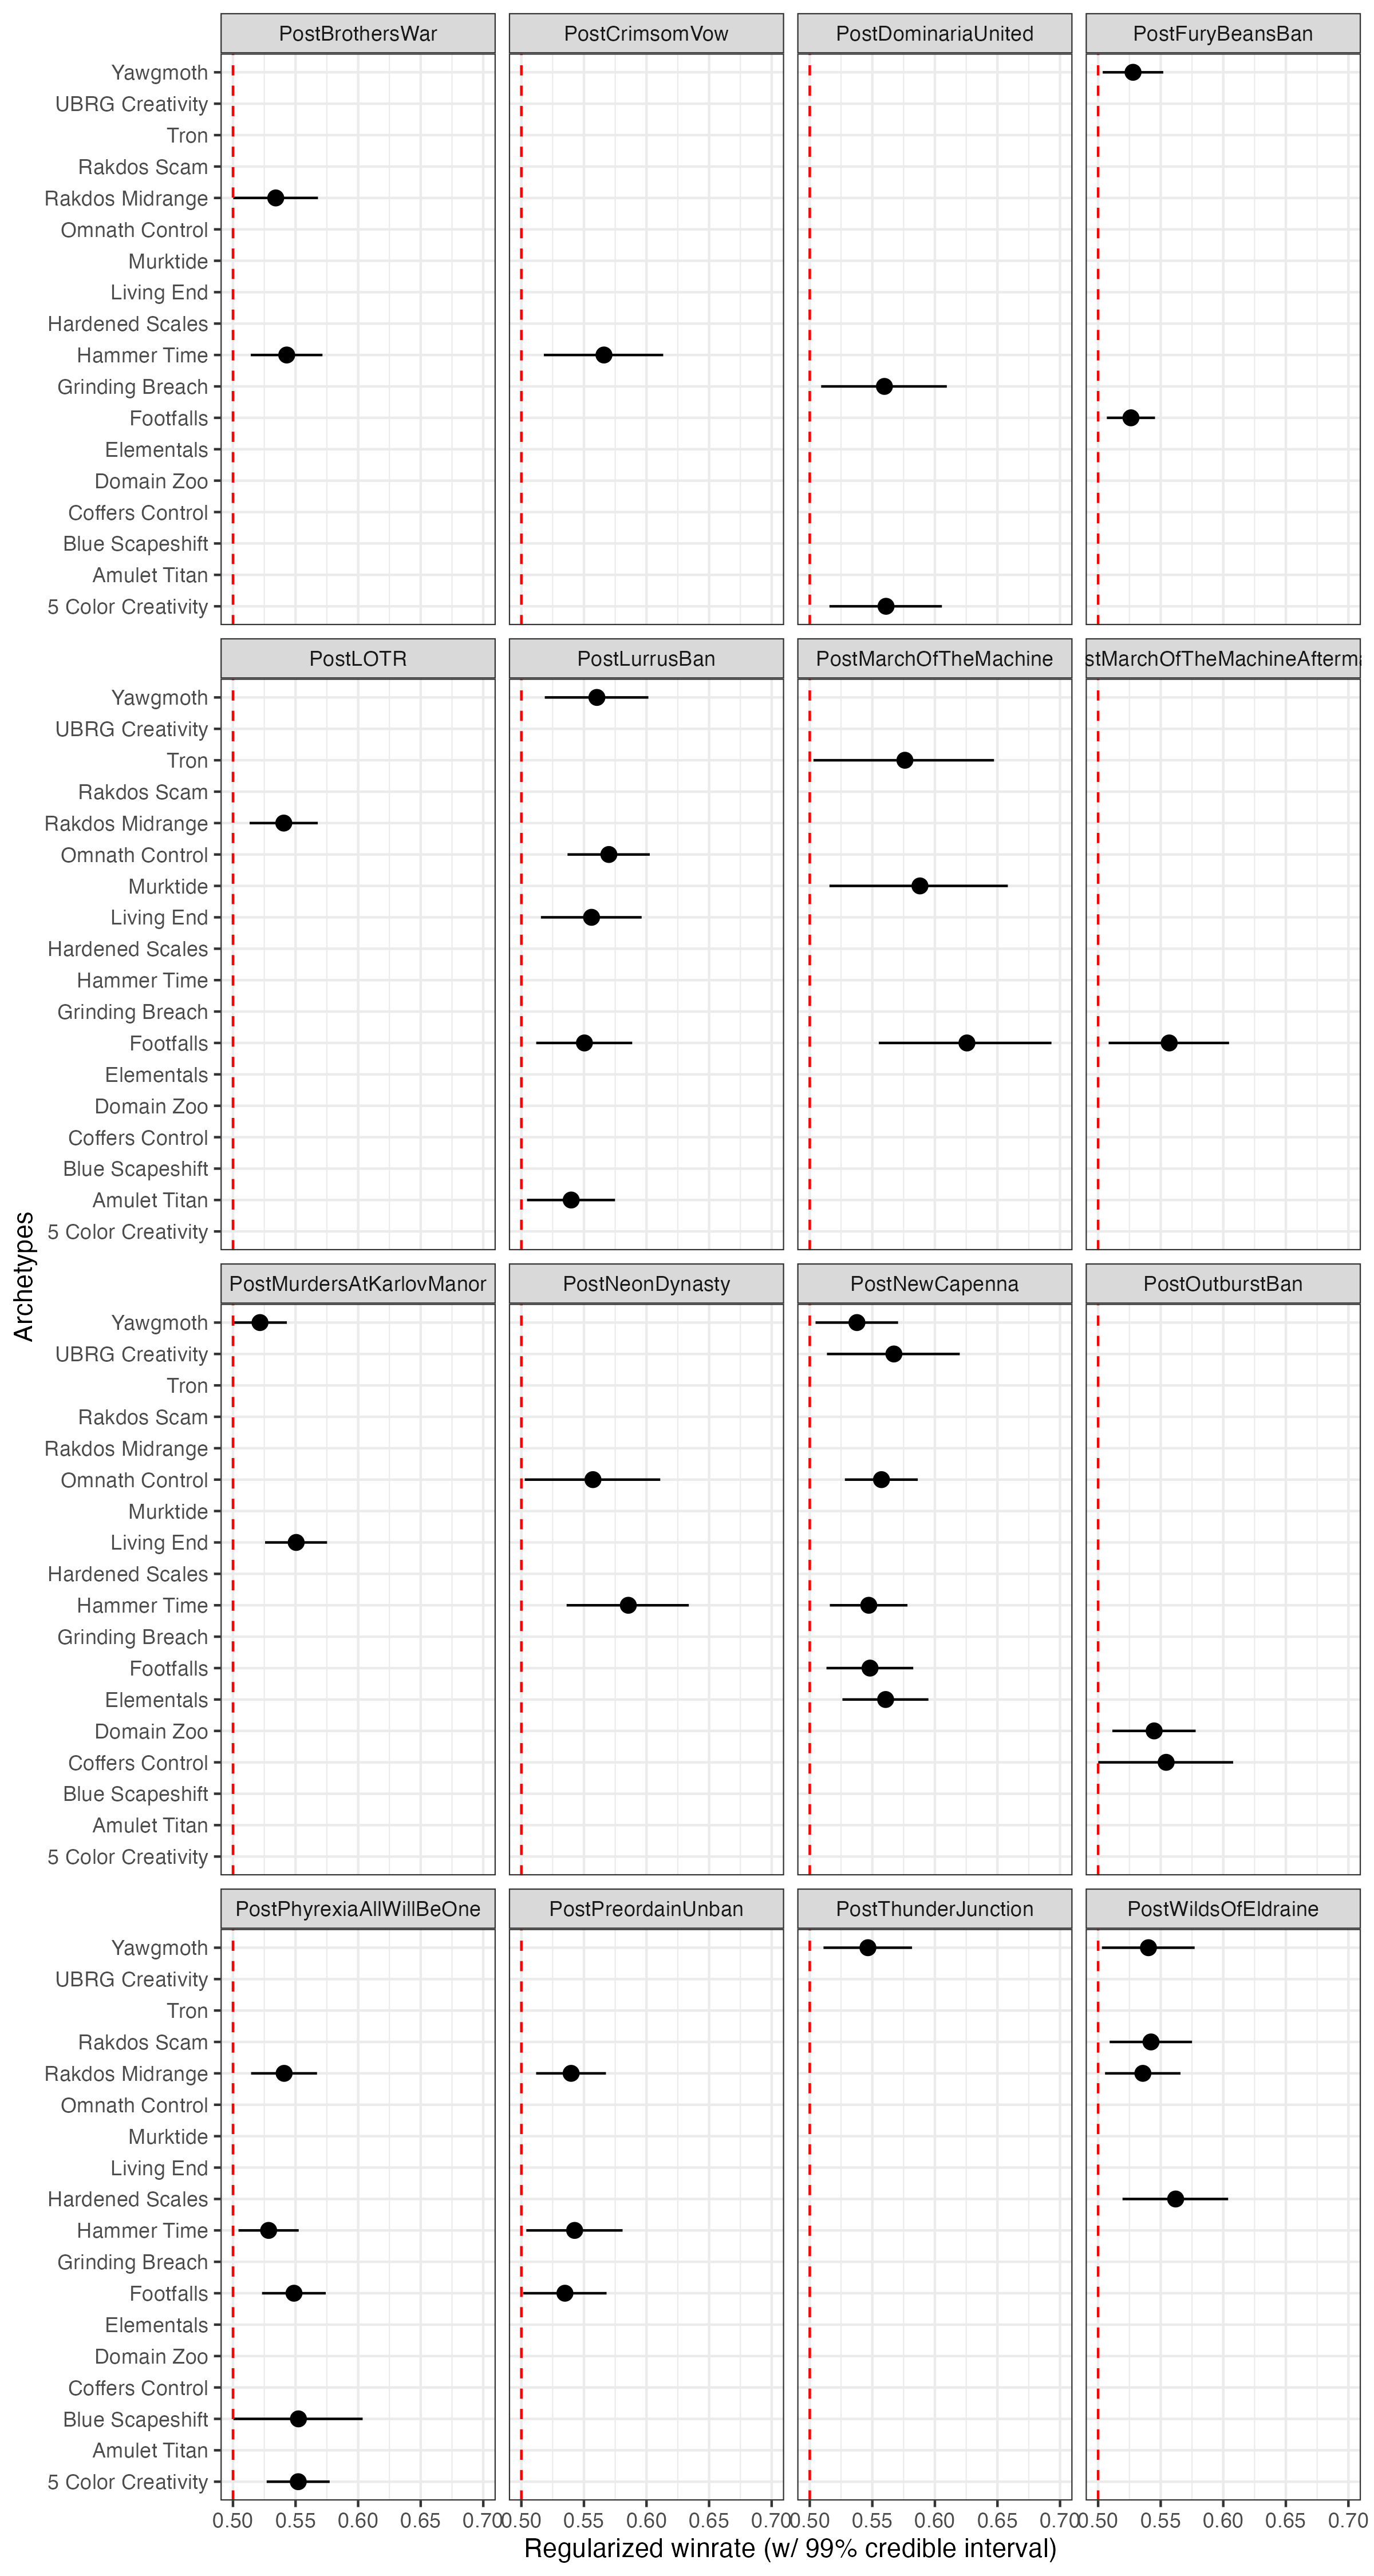 PostBrothersWar PostCrimsomVow PostDominariaUnited PostFuryBeansBan
Yawgmoth
UBRG Creativity
Tron
Rakdos Scam
Rakdos Midrange
Omnath Control
Murktide
Living End
Hardened Scales
Hammer Time
Grinding Breach
Footfalls
Elementals
Domain Zoo
Coffers Control
Blue Scapeshift
Amulet Titan
5 Color Creativity
PostLOTR PostLurrusBan PostMarchOfTheMachine stMarchOfTheMachineAfterma
Yawgmoth
UBRG Creativity
Tron
Rakdos Scam
Rakdos Midrange
Omnath Control
Murktide
Living End
Hardened Scales
Hammer Time
Grinding Breach
Footfalls
Elementals
Domain Zoo
Coffers Control
Blue Scapeshift
Amulet Titan
5 Color Creativity
Archetypes
PostMurdersAtKarlovManor PostNeonDynasty PostNewCapenna PostOutburstBan
Yawgmoth
UBRG Creativity
Tron
Rakdos Scam
Rakdos Midrange
Omnath Control
Murktide
Living End
Hardened Scales
Hammer Time
Grinding Breach
Footfalls
Elementals
Domain Zoo
Coffers Control
Blue Scapeshift
Amulet Titan
5 Color Creativity
PostPhyrexiaAllWillBeOne PostPreordainUnban PostThunderJunction PostWildsOfEldraine
Yawgmoth
UBRG Creativity
Tron
Rakdos Scam
Rakdos Midrange
Omnath Control
Murktide
Living End
Hardened Scales
Hammer Time
Grinding Breach
Footfalls
Elementals
Domain Zoo
Coffers Control
Blue Scapeshift
Amulet Titan
5 Color Creativity
0.50 0.55 0.60 0.65 0.70 0.50 0.55 0.60 0.65 0.70 0.50 0.55 0.60 0.65 0.70 0.50 0.55 0.60 0.65 0.70
Regularized winrate (w/ 99% credible interval)